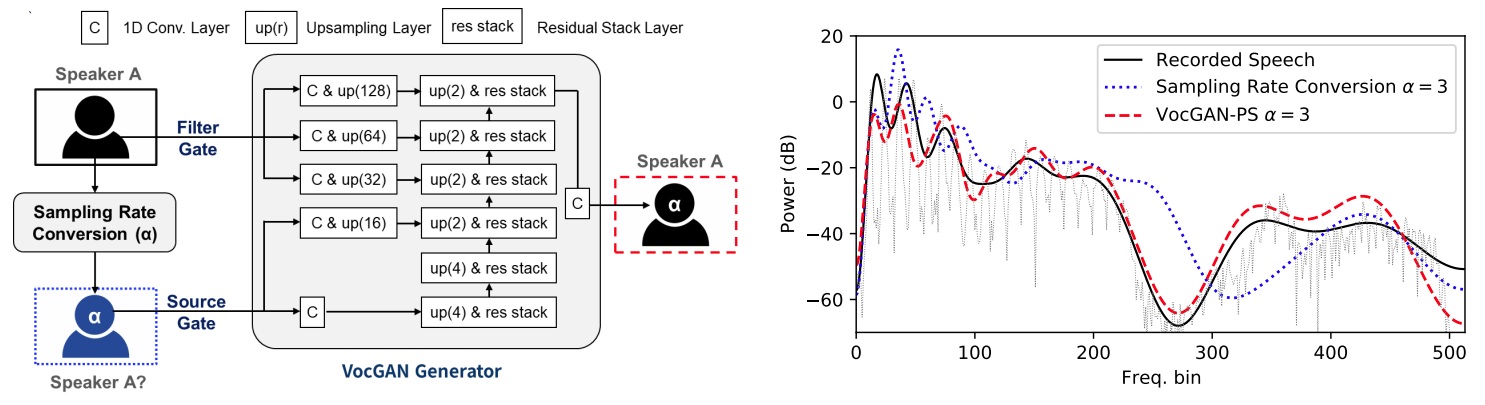 C 1D Conv. Layer up(r) Upsampling Layer res stack Residual Stack Layer
Speaker A
Filter
Gate
Sampling Rate
Conversion (α)
α
Source
Gate
Speaker A?
C & up(128) up(2) & res stack
C & up(64) up(2) & res stack
C & up(32) up(2) & res stack
C & up(16) up(2) & res stack
up(4) & res stack
C up(4) & res stack
C
VocGAN Generator
Speaker A
α
Recorded Speech
Sampling Rate Conversion α = 3
VocGAN-PS α = 3
Power (dB)
20
0
−20
−40
−60
0 100 200 300 400 500
Freq. bin